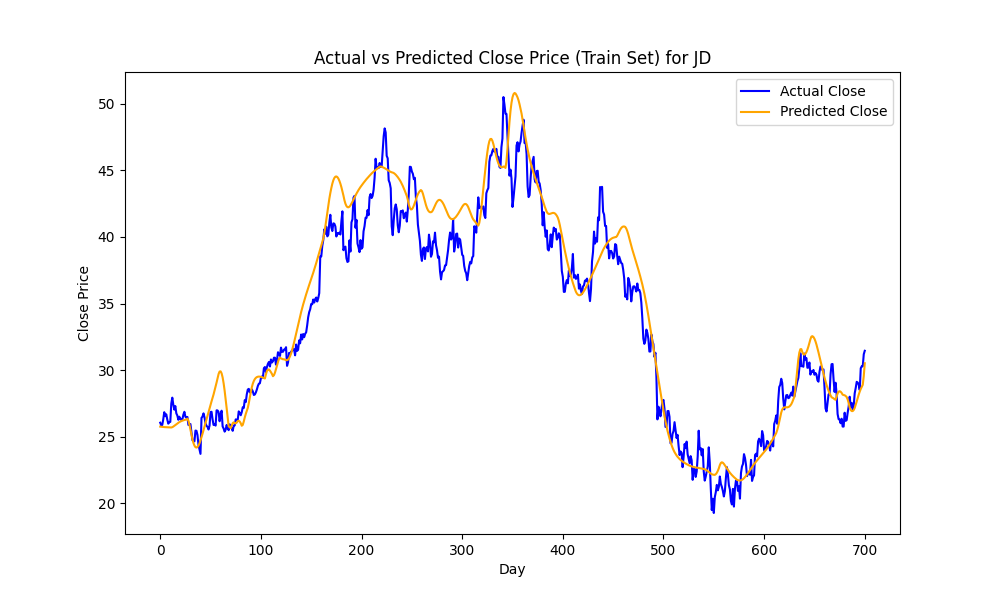 Actual vs Predicted Close Price (Train Set) for JD
Actual Close
Predicted Close
Close Price
50
45
40
35
30
25
20
0 100 200 300 400 500 600 700
Day